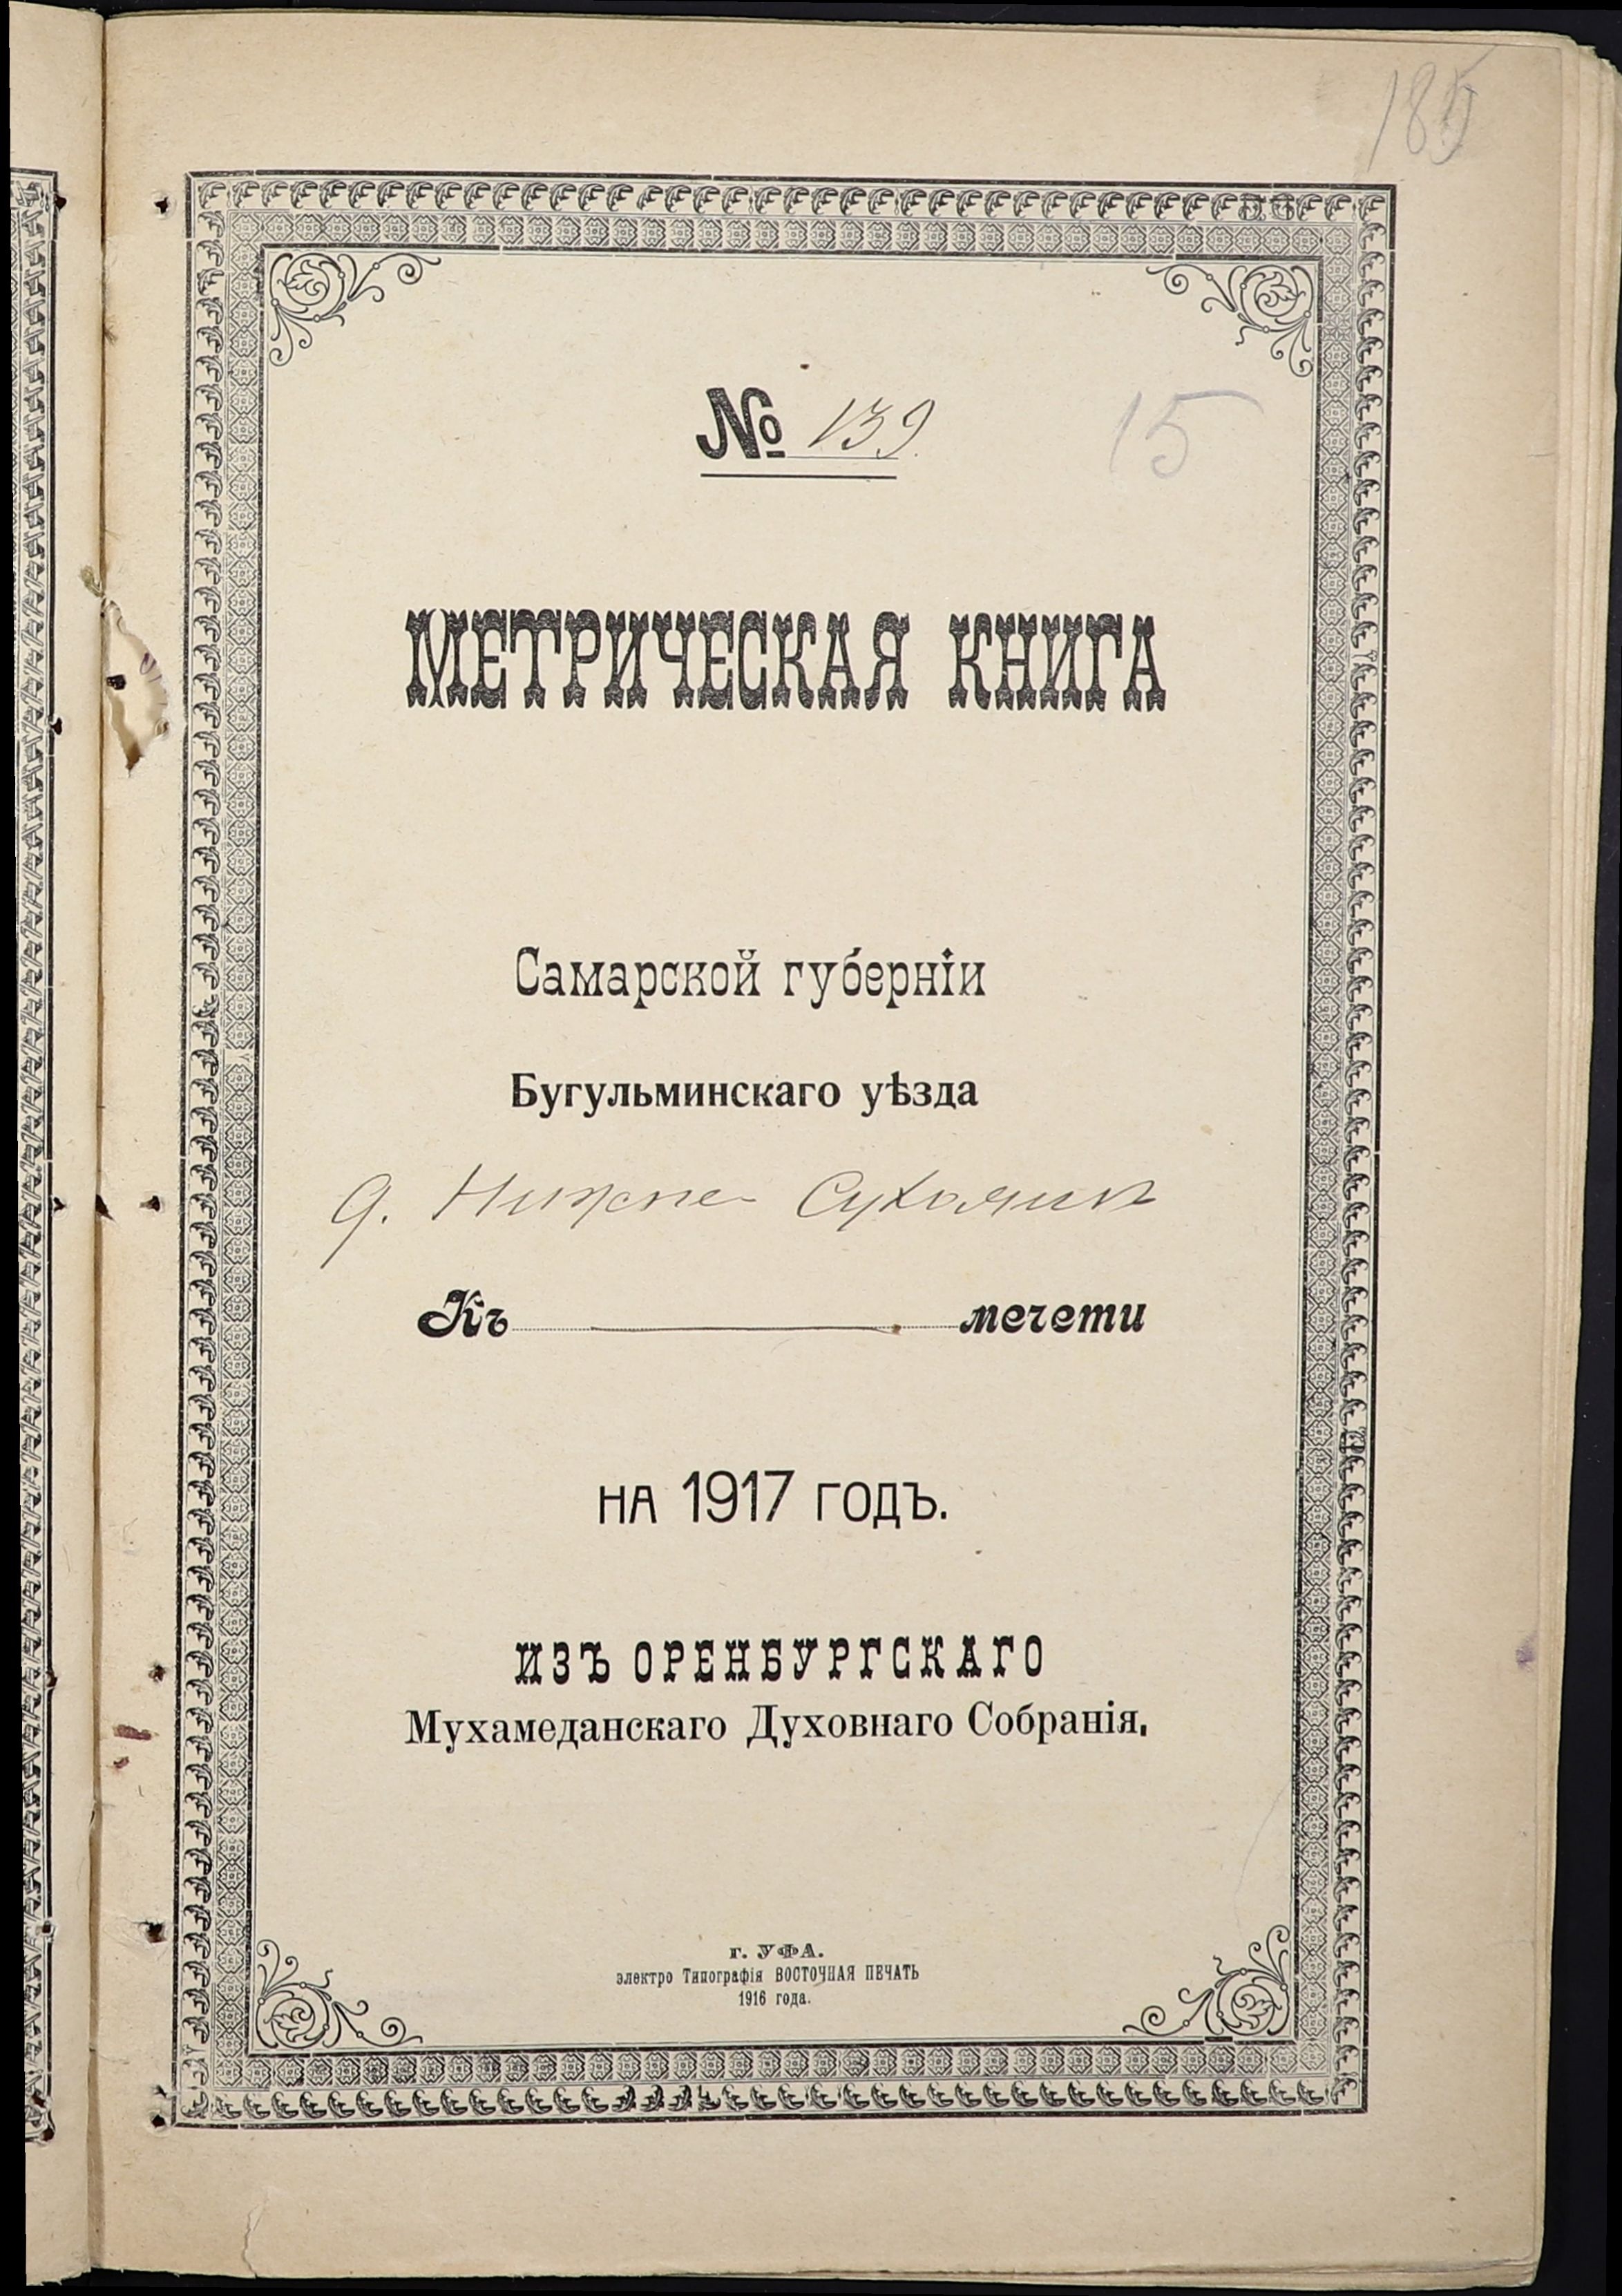 185
№ 139.
15
МЕТРИЧЕСКАЯ КНИГА
Самарской губерніи
Бугульминскаго уѣзда
д. Нижне
Къ мечети
на 1917 годъ.
ИЗЪ ОРЕНБУРГСКАГО
Мухамеданскаго Духовнаго Собранія.
г. УФА.
электро Типографія ВОСТОЧНАЯ ПЕЧАТЬ
1916 года.